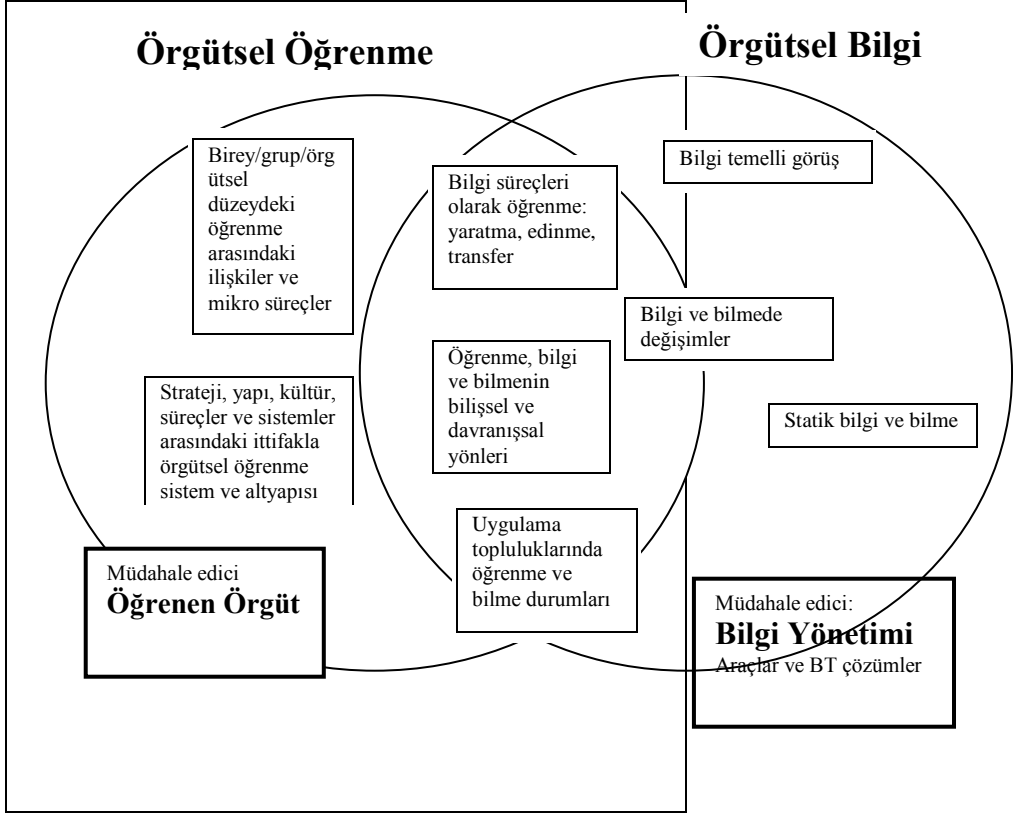 Örgütsel Öğrenme
Örgütsel Bilgi
Birey/grup/örg
ütsel
düzeydeki
öğrenme
arasındaki
ilişkiler ve
mikro süreçler
Bilgi süreçleri
olarak öğrenme:
yaratma, edinme,
transfer
Bilgi temelli görüş
Bilgi ve bilmede
değişimler
Öğrenme, bilgi
ve bilmenin
bilişsel ve
davranışsal
yönleri
Strateji, yapı, kültür,
süreçler ve sistemler
arasındaki ittifakla
örgütsel öğrenme
sistem ve altyapısı
Statik bilgi ve bilme
Uygulama
topluluklarında
öğrenme ve
bilme durumları
Müdahale edici
Öğrenen Örgüt
Müdahale edici:
Bilgi Yönetimi
Araçlar ve BT çözümler